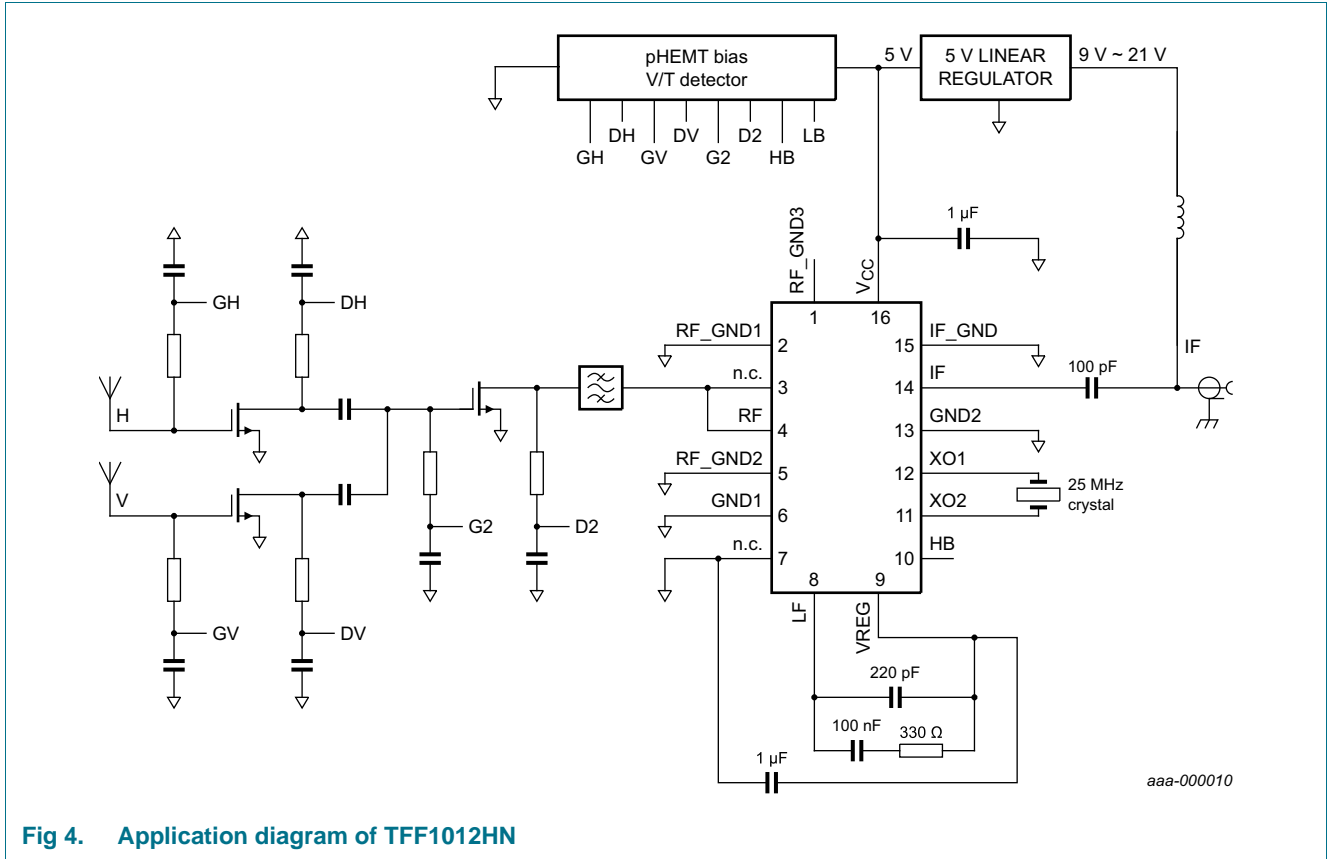 pHEMT bias
V/T detector
5 V
5 V LINEAR
REGULATOR
9 V ~ 21 V
GH
DH
GV
DV
G2
D2
HB
LB
RF_GND3
VCC
1 µF
GH
DH
RF_GND1
1
16
2
15
IF_GND
IF
n.c.
3
14
IF
100 pF
H
RF
4
13
GND2
V
RF_GND2
5
12
XO1
25 MHz
crystal
GND1
6
11
XO2
G2
D2
n.c.
7
10
HB
8
9
LF
VREG
GV
DV
220 pF
100 nF
330 Ω
1 µF
aaa-000010
Fig 4. Application diagram of TFF1012HN